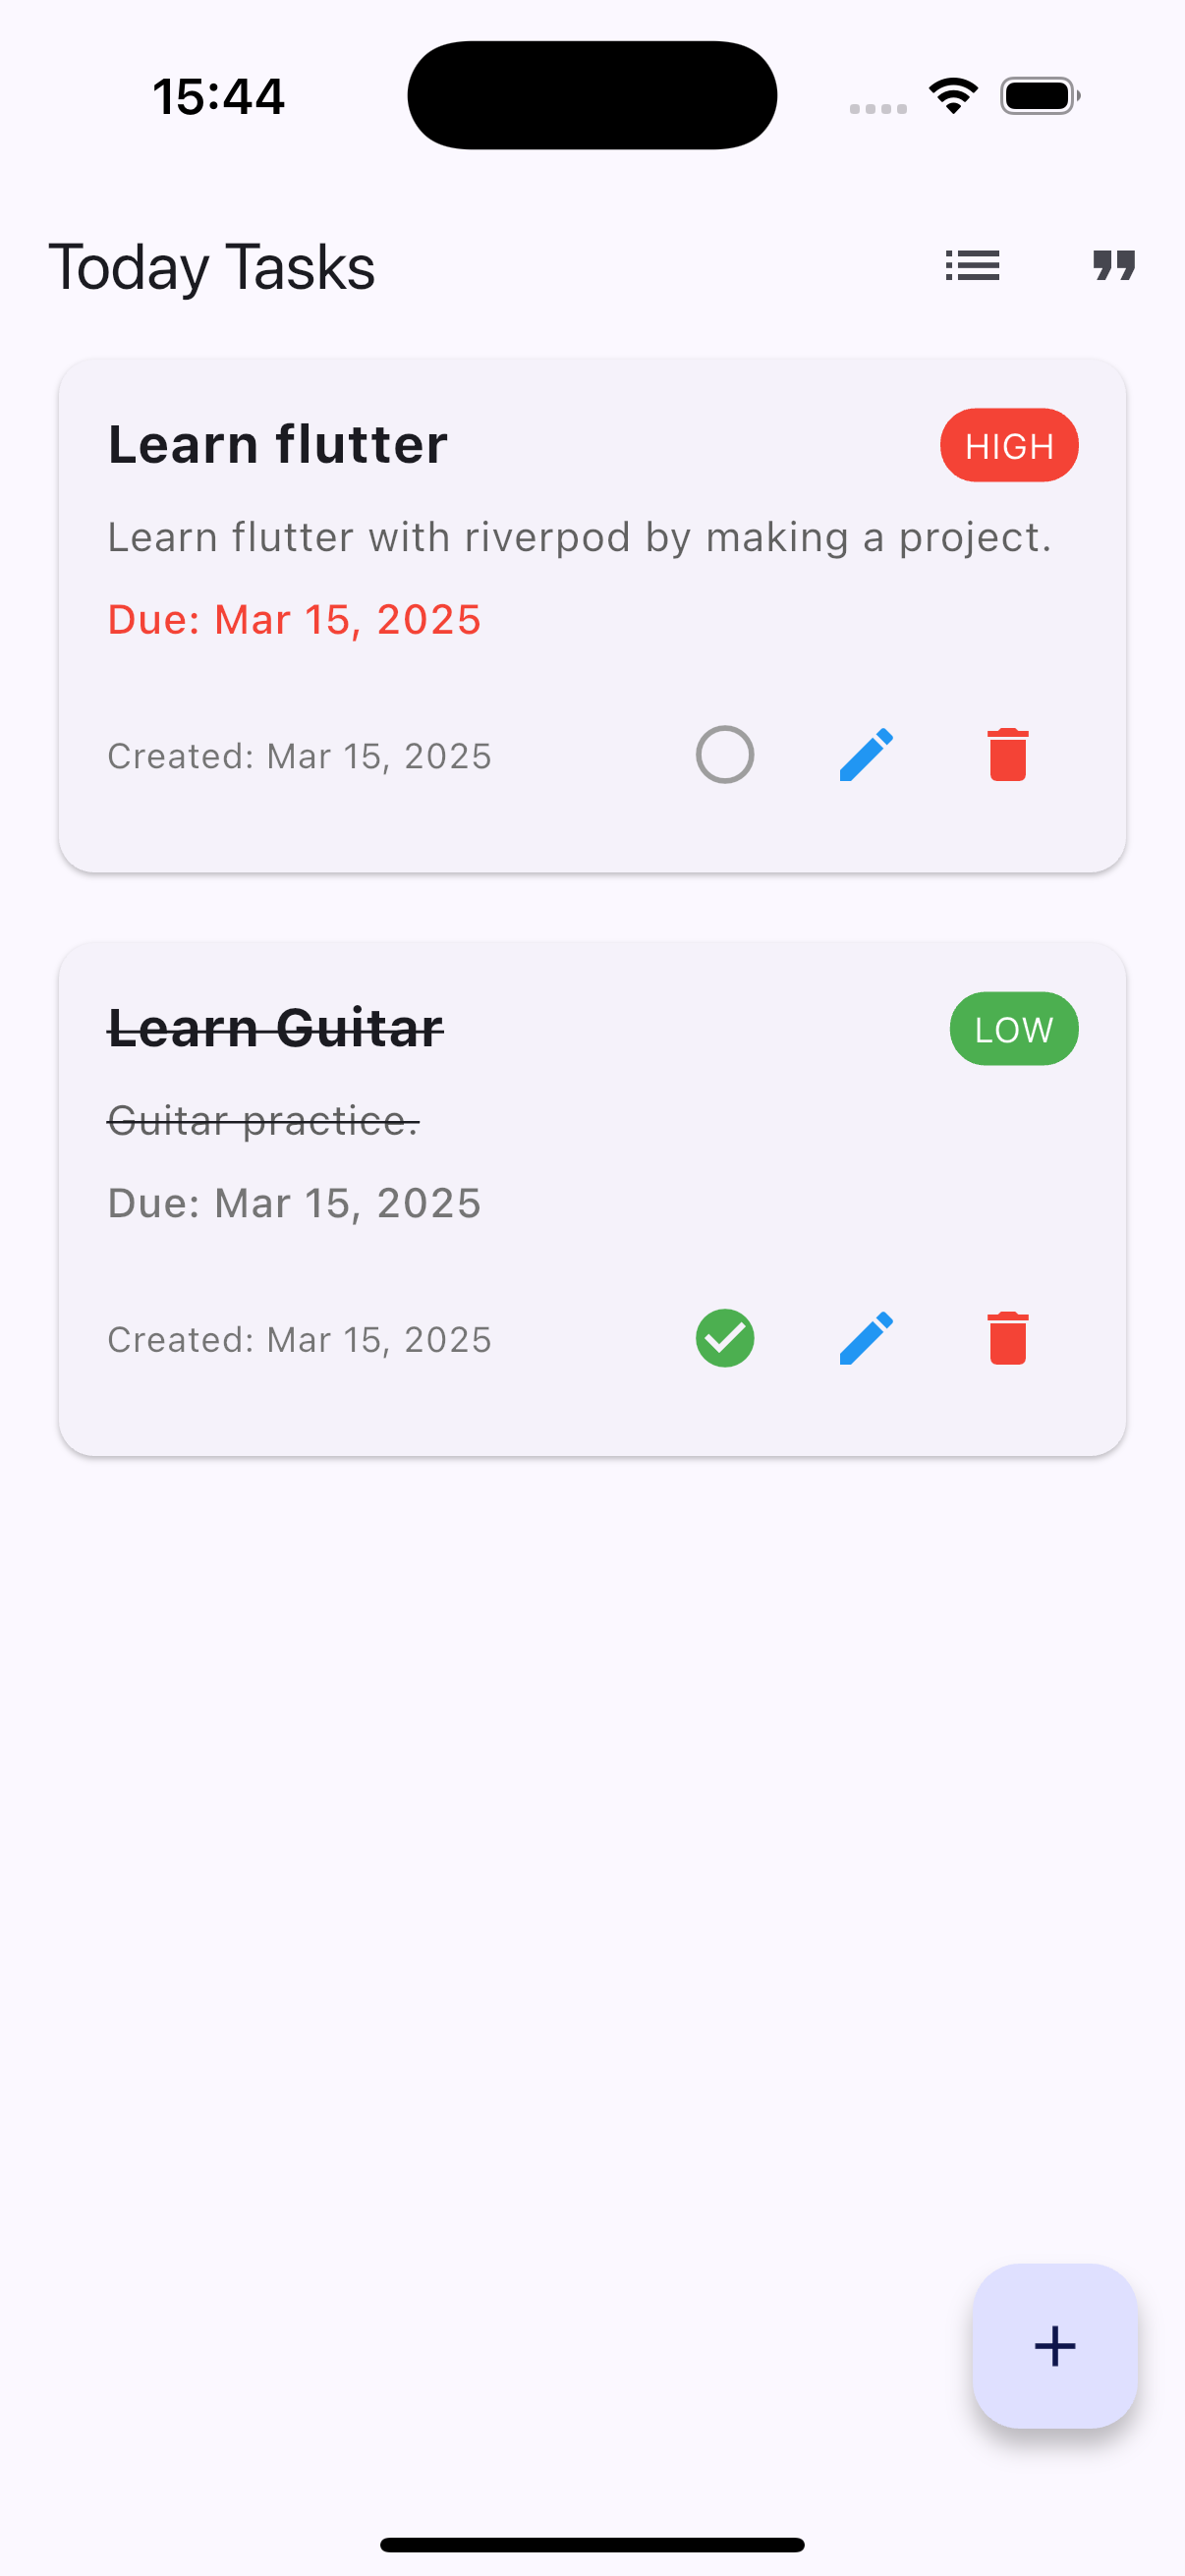 15:44
Today Tasks
Learn flutter
HIGH
Learn flutter with riverpod by making a project.
Due: Mar 15, 2025
Created: Mar 15, 2025
Learn Guitar
LOW
Guitar practice.
Due: Mar 15, 2025
Created: Mar 15, 2025